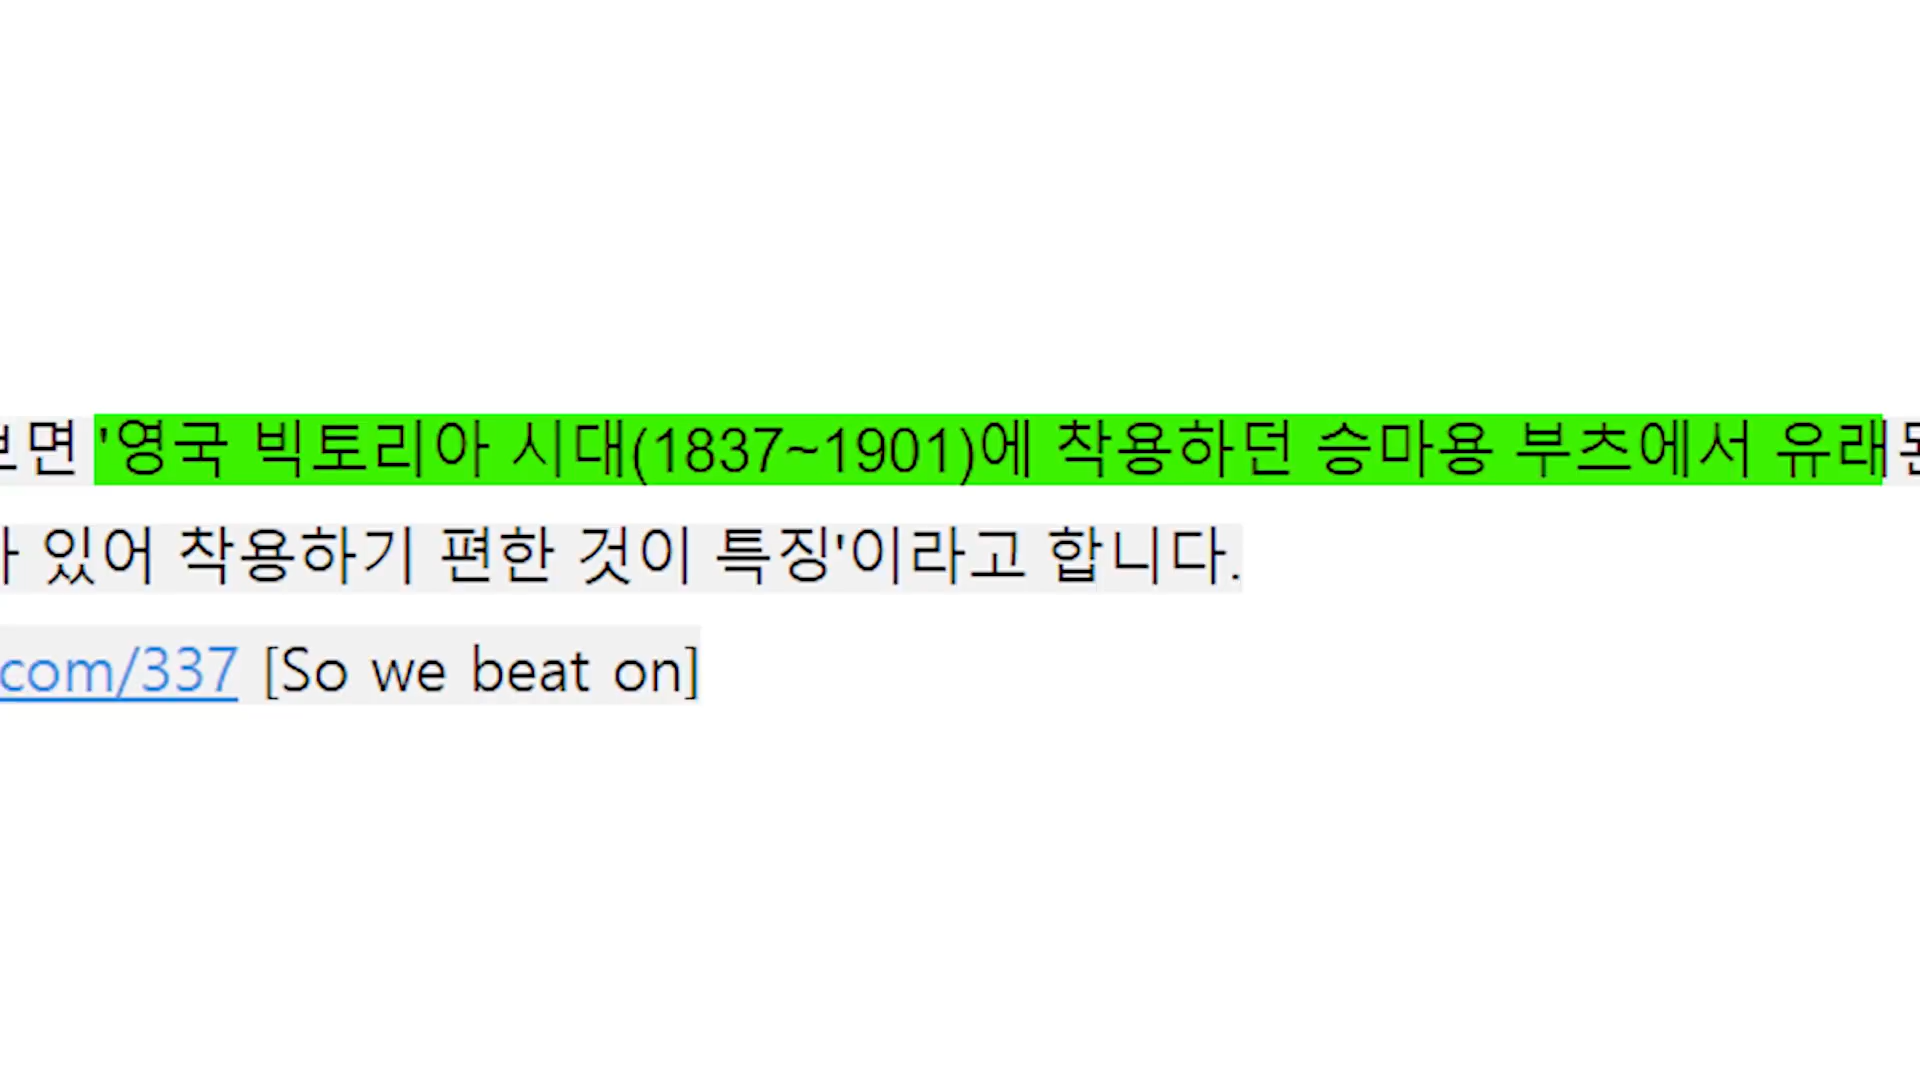 보면 '영국 빅토리아 시대(1837~1901)에 착용하던 승마용 부츠에서 유래
있어 착용하기 편한 것이 특징'이라고 합니다.
.com/337 [So we beat on]